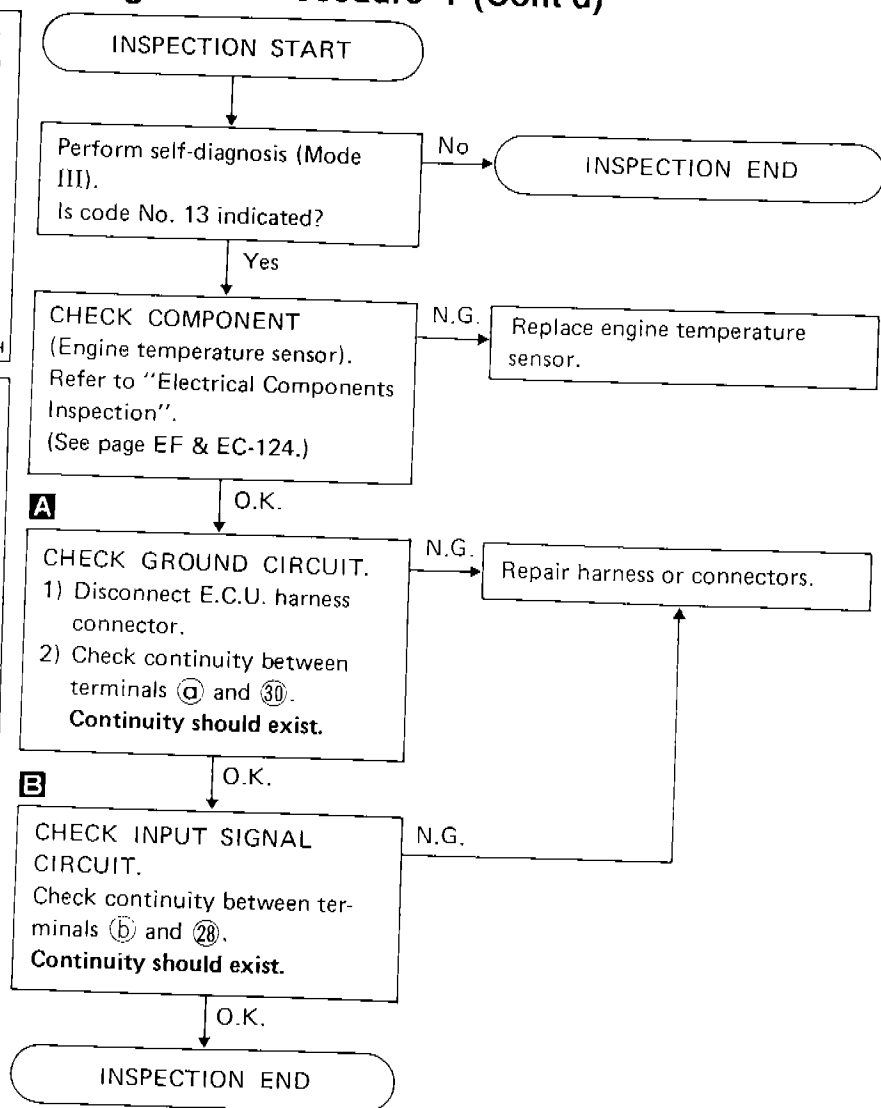 (Cont'd)
INSPECTION START
Perform self-diagnosis (Mode
III).
Is code No. 13 indicated?
No
INSPECTION END
Yes
CHECK COMPONENT
(Engine temperature sensor).
Refer to "Electrical Components
Inspection".
(See page EF & EC-124.)
N.G.
Replace engine temperature
sensor.
O.K.
A
CHECK GROUND CIRCUIT.
1) Disconnect E.C.U. harness
connector.
2) Check continuity between
terminals ⓐ and ㉚.
Continuity should exist.
N.G.
Repair harness or connectors.
O.K.
B
CHECK INPUT SIGNAL
CIRCUIT.
Check continuity between ter-
minals ⓑ and ㉘.
Continuity should exist.
N.G.
O.K.
INSPECTION END